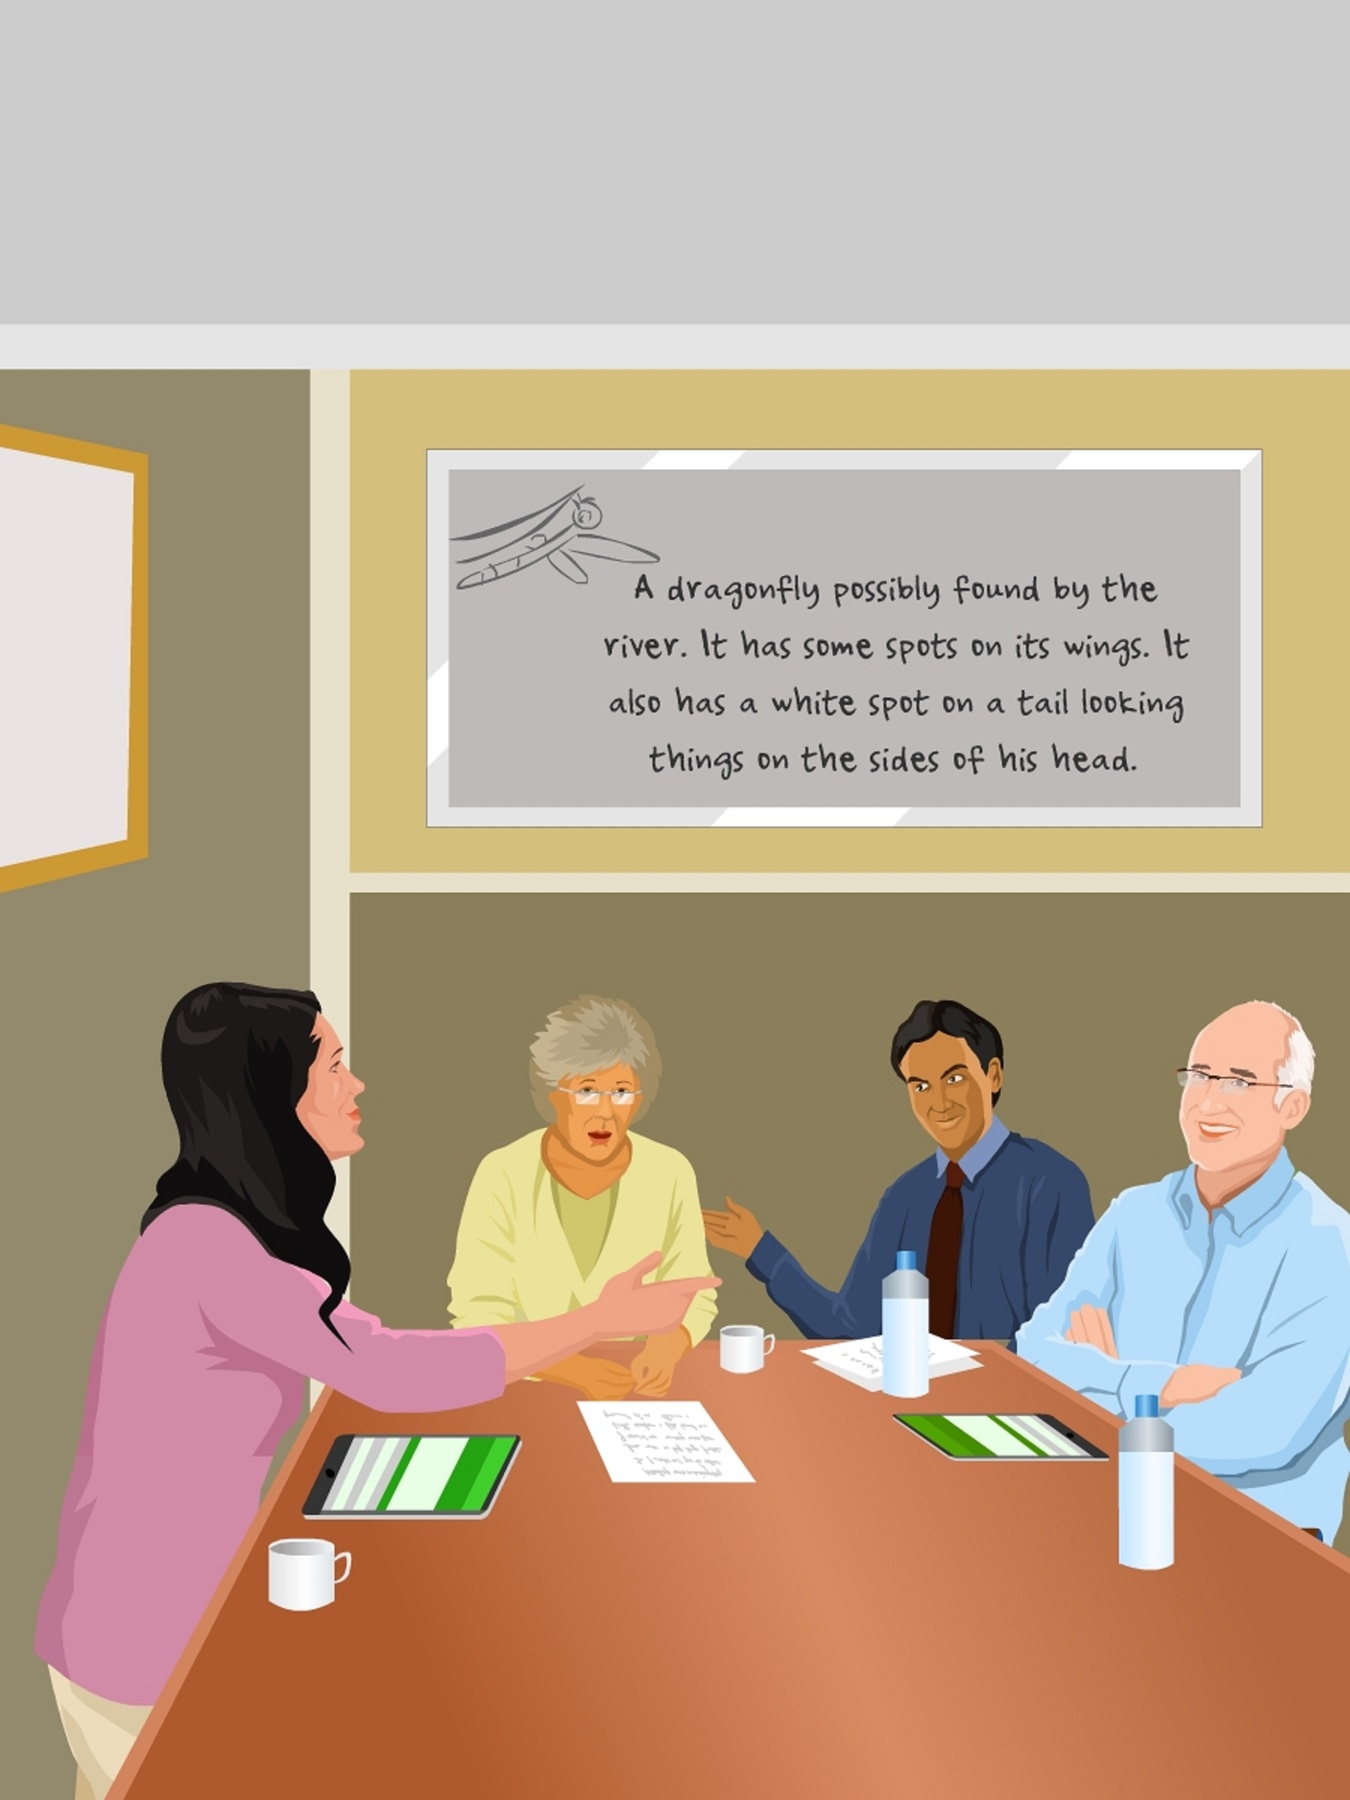 A dragonfly possibly found by the
river. It has some spots on its wings. It
also has a white spot on a tail looking
things on the sides of his head.